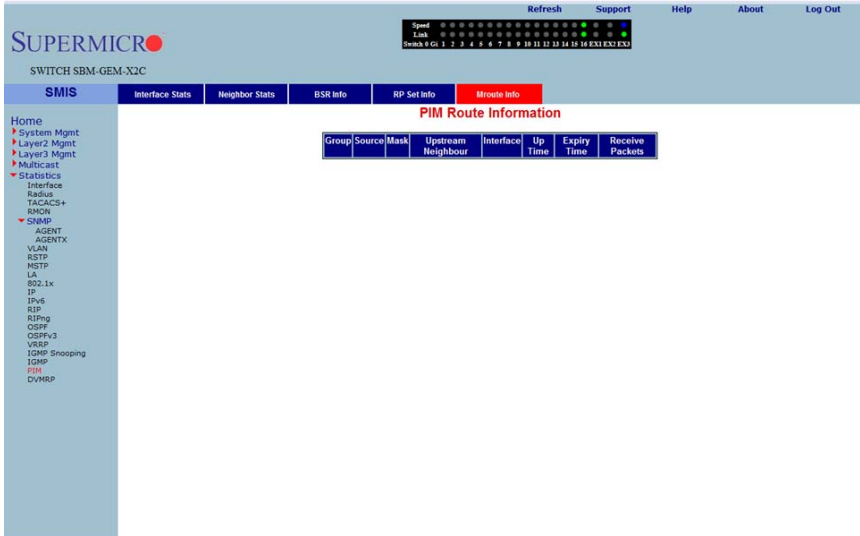 Refresh Support Help About Log Out
SUPERMICRO
Speed
Link
Switch 0 Gi 1 2 3 4 5 6 7 8 9 10 11 12 13 14 15 16 EX1 EX2 EX3
SWITCH SBM-GEM-X2C
SMIS
Interface Stats Neighbor Stats BSR Info RP Set Info Mroute Info
PIM Route Information
Group Source Mask Upstream Neighbour Interface Up Time Expiry Time Receive Packets
Home
System Mgmt
Layer2 Mgmt
Layer3 Mgmt
Multicast
Statistics
Interface
Radius
TACACS+
RMON
SNMP
AGENT
AGENTX
VLAN
RSTP
MSTP
LA
802.1x
IP
IPv6
RIP
RIPng
OSPF
OSPFv3
VRRP
IGMP Snooping
IGMP
PIM
DVMRP